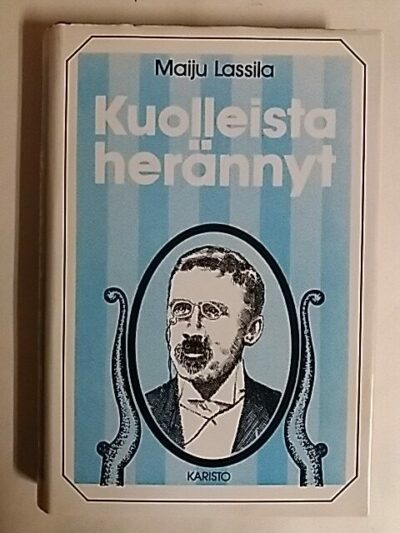 Maiju Lassila
Kuolleista
herännyt
KARISTO